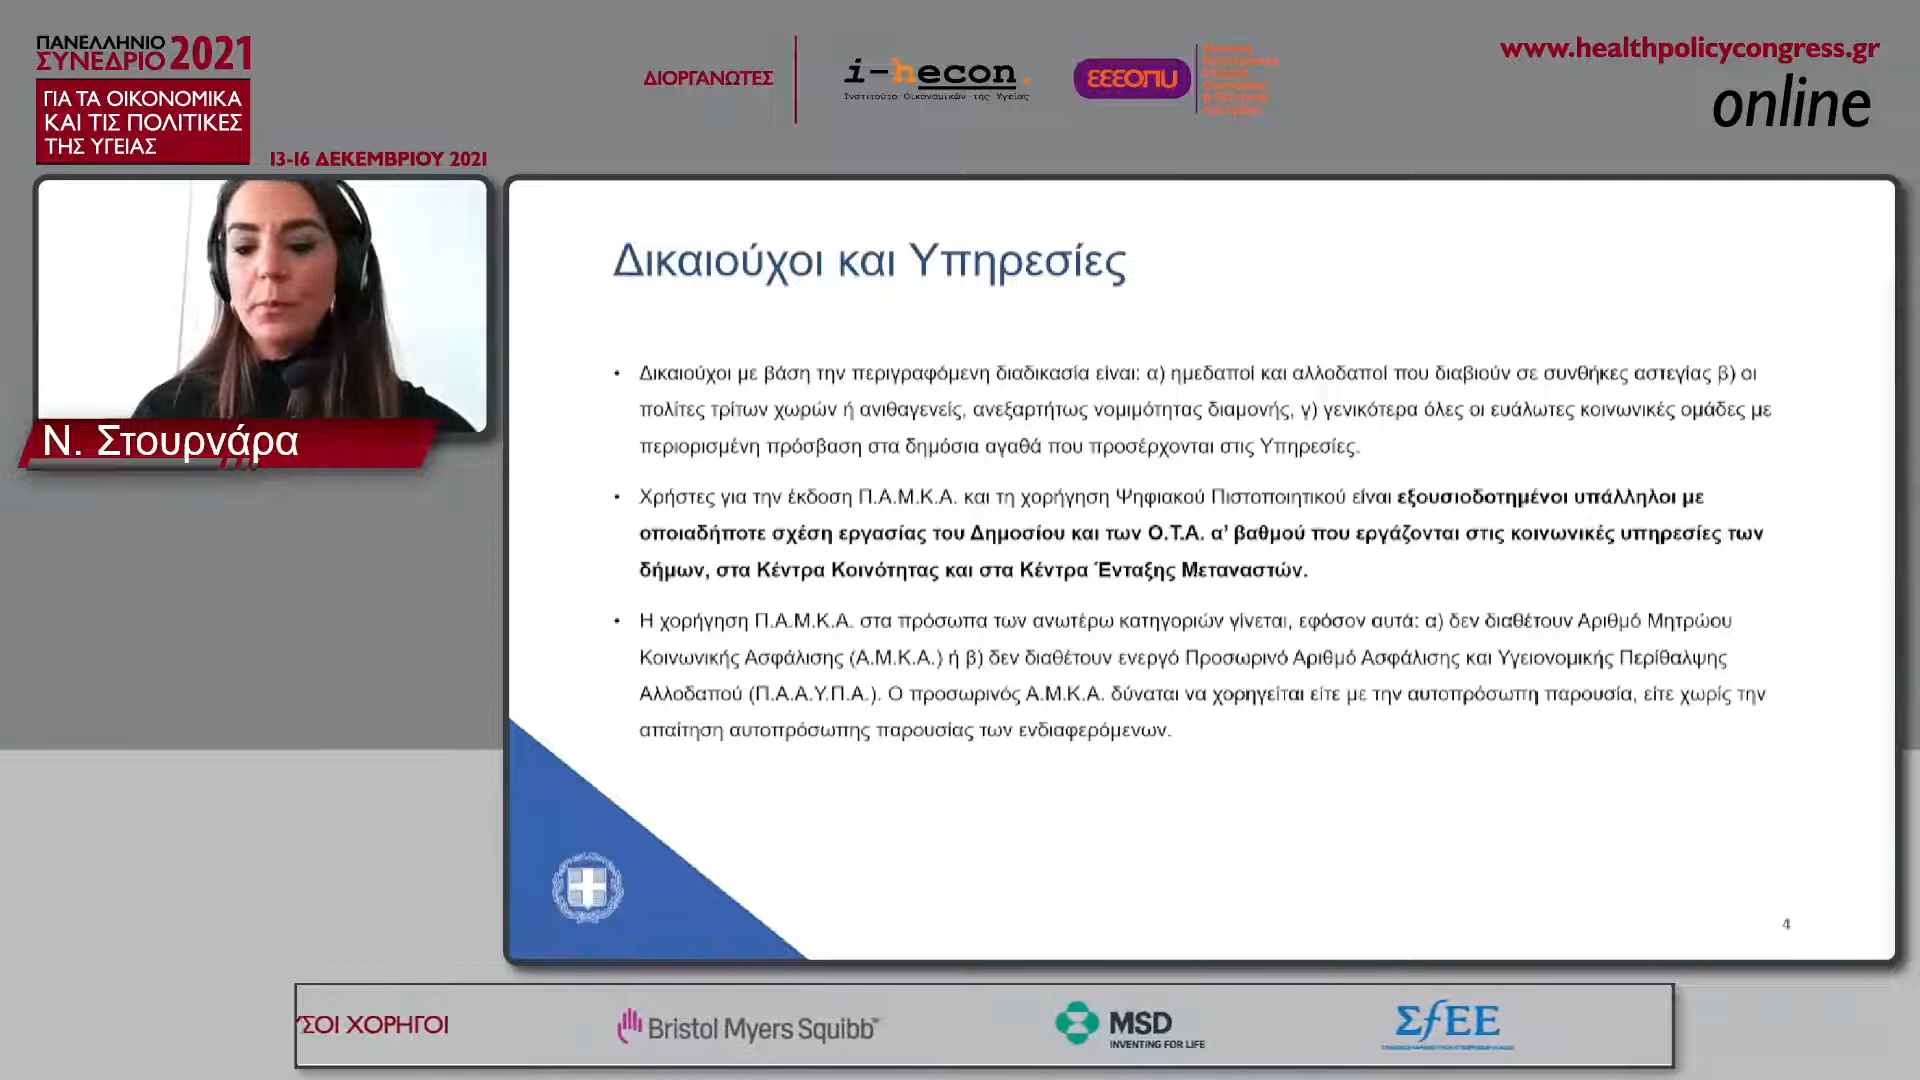 ΠΑΝΕΛΛΗΝΙΟ
ΣΥΝΕΔΡΙΟ 2021
ΓΙΑ ΤΑ ΟΙΚΟΝΟΜΙΚΑ
ΚΑΙ ΤΙΣ ΠΟΛΙΤΙΚΕΣ
ΤΗΣ ΥΓΕΙΑΣ
13-16 ΔΕΚΕΜΒΡΙΟΥ 2021
ΔΙΟΡΓΑΝΩΤΕΣ
i-hecon.
Ινστιτούτο Οικονομικών της Υγείας
ΕΕΕΟΠΥ
www.healthpolicycongress.gr
online
Ν. Στουρνάρα
Δικαιούχοι και Υπηρεσίες
• Δικαιούχοι με βάση την περιγραφόμενη διαδικασία είναι: α) ημεδαποί και αλλοδαποί που διαβιούν σε συνθήκες αστεγίας β) οι
πολίτες τρίτων χωρών ή ανιθαγενείς, ανεξαρτήτως νομιμότητας διαμονής, γ) γενικότερα όλες οι ευάλωτες κοινωνικές ομάδες με
περιορισμένη πρόσβαση στα δημόσια αγαθά που προσέρχονται στις Υπηρεσίες.
• Χρήστες για την έκδοση Π.Α.Μ.Κ.Α. και τη χορήγηση Ψηφιακού Πιστοποιητικού είναι εξουσιοδοτημένοι υπάλληλοι με
οποιαδήποτε σχέση εργασίας του Δημοσίου και των Ο.Τ.Α. α’ βαθμού που εργάζονται στις κοινωνικές υπηρεσίες των
δήμων, στα Κέντρα Κοινότητας και στα Κέντρα Ένταξης Μεταναστών.
• Η χορήγηση Π.Α.Μ.Κ.Α. στα πρόσωπα των ανωτέρω κατηγοριών γίνεται, εφόσον αυτά: α) δεν διαθέτουν Αριθμό Μητρώου
Κοινωνικής Ασφάλισης (Α.Μ.Κ.Α.) ή β) δεν διαθέτουν ενεργό Προσωρινό Αριθμό Ασφάλισης και Υγειονομικής Περίθαλψης
Αλλοδαπού (Π.Α.Α.Υ.Π.Α.). Ο προσωρινός Α.Μ.Κ.Α. δύναται να χορηγείται είτε με την αυτοπρόσωπη παρουσία, είτε χωρίς την
απαίτηση αυτοπρόσωπης παρουσίας των ενδιαφερόμενων.
4
ΣΟΙ ΧΟΡΗΓΟΙ
Bristol Myers Squibb™
MSD
INVENTING FOR LIFE
ΣfΕΕ